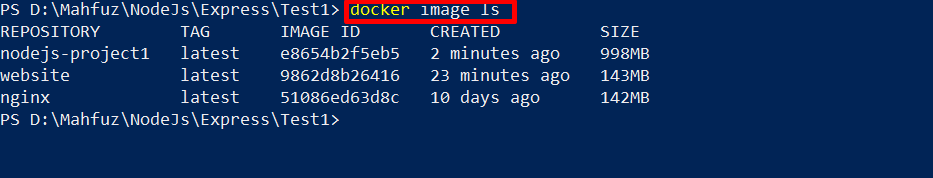 PS D:\Mahfuz\NodeJs\Express\Test1> docker image ls
REPOSITORY TAG IMAGE ID CREATED SIZE
nodejs-project1 latest e8654b2f5eb5 2 minutes ago 998MB
website latest 9862d8b26416 23 minutes ago 143MB
nginx latest 51086ed63d8c 10 days ago 142MB
PS D:\Mahfuz\NodeJs\Express\Test1>